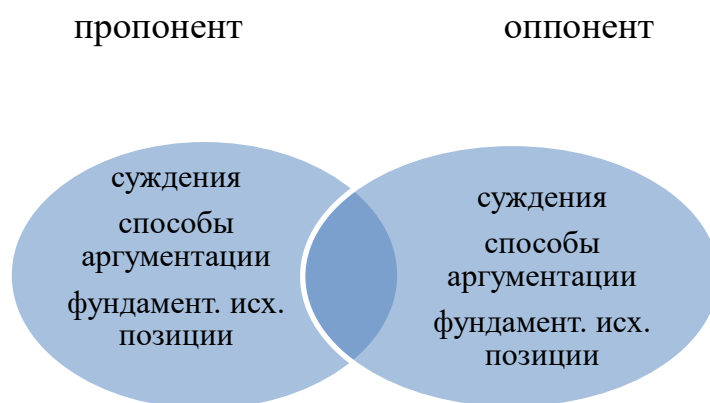 пропонент
оппонент
суждения
способы
аргументации
фундамент. исх.
позиции
суждения
способы
аргументации
фундамент. исх.
позиции